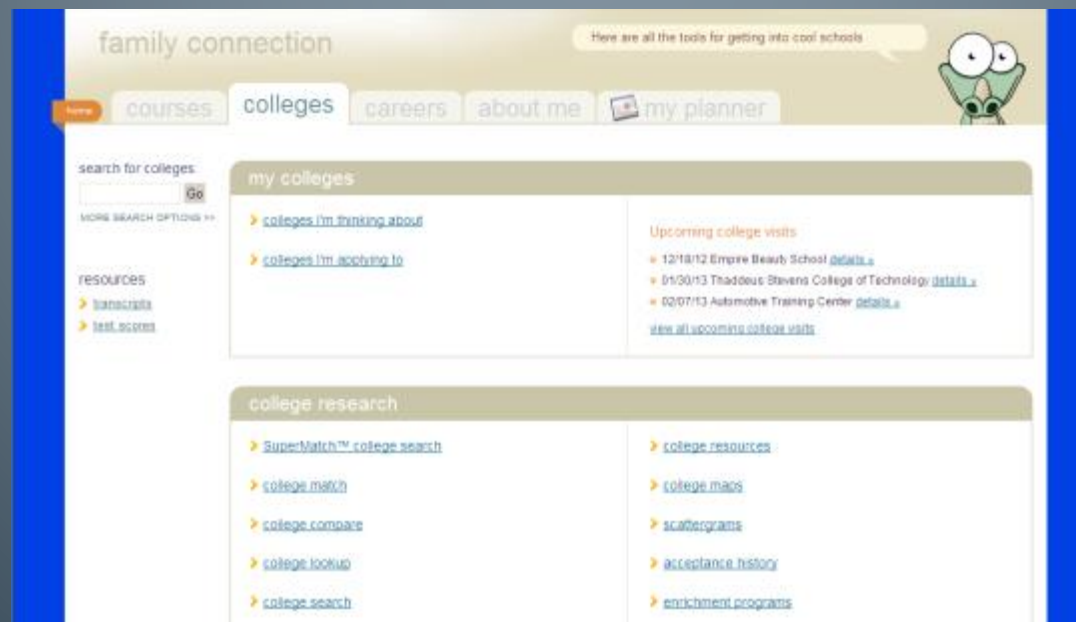 family connection
Here are all the tools for getting into cool schools
home
courses
colleges
careers
about me
my planner
search for colleges
Go
MORE SEARCH OPTIONS >>
resources
transcripts
test scores
my colleges
colleges I'm thinking about
colleges I'm applying to
Upcoming college visits
12/18/12 Empire Beauty School details »
01/30/13 Thaddeus Stevens College of Technology details »
02/07/13 Automotive Training Center details »
view all upcoming college visits
college research
SuperMatch™ college search
college match
college compare
college lookup
college search
college resources
college maps
scattergrams
acceptance history
enrichment programs